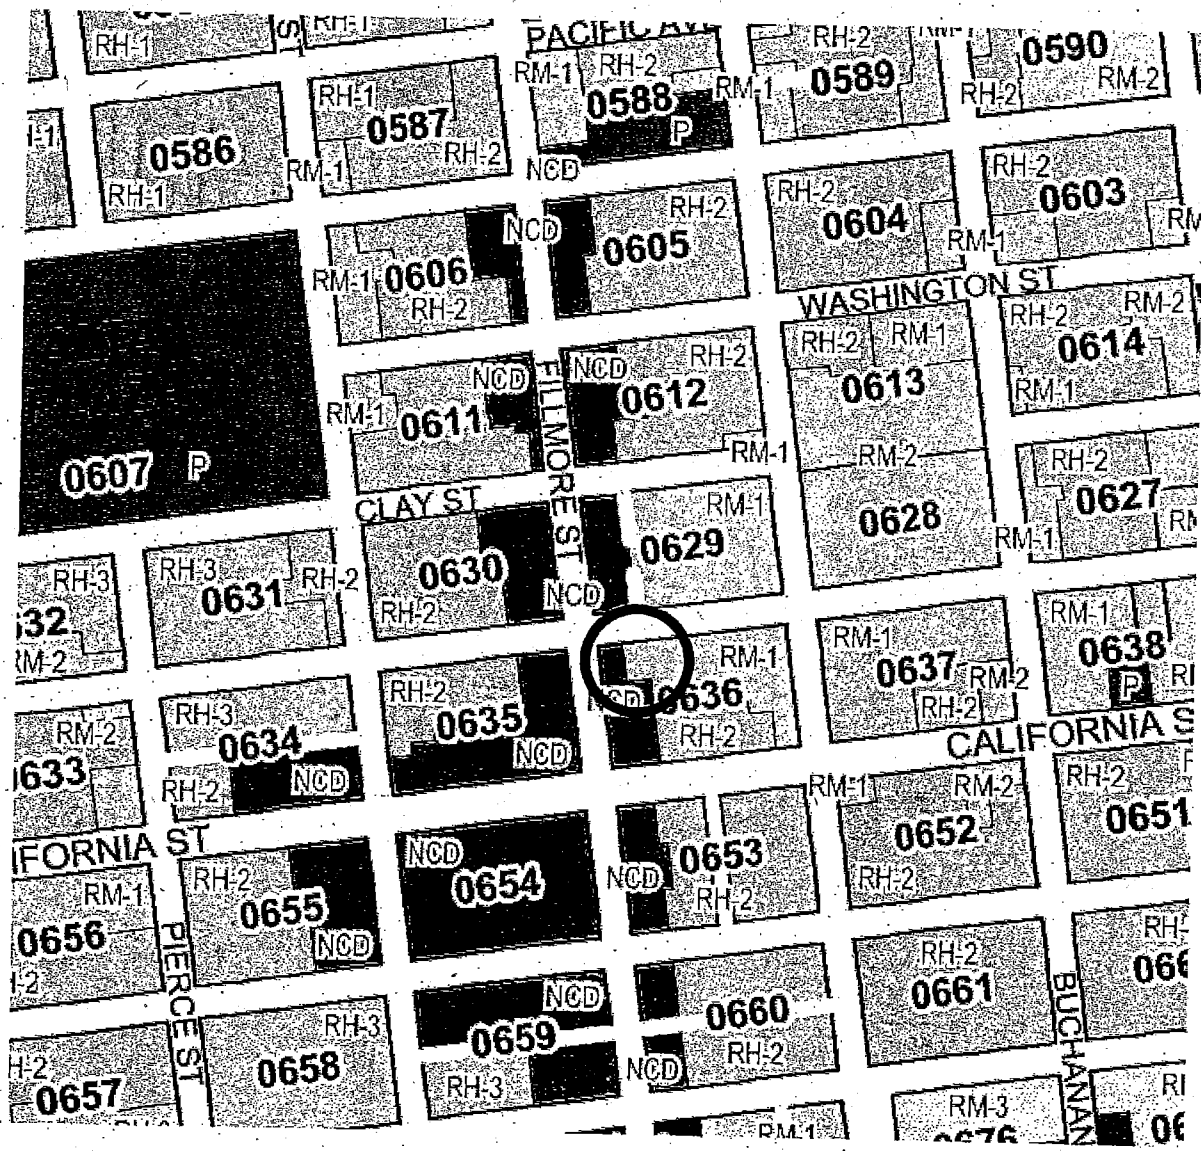 RH-1
ST
RH-1
PACIFIC AVE
RH-2
0590
RM-1
RH-2
0588
RM-1
0589
RM-2
RH-2
P
RH-1
0587
RH-2
0586
RM-1
RH-1
NCD
RH-2
0603
RH-2
0604
RM-1
RH-2
NCD
0605
RM-1
0606
RH-2
WASHINGTON ST
RH-2
RM-2
0614
RM-1
RH-2
RM-1
0613
RM-2
NCD
RH-2
0612
RM-1
NCD
FILLMORE ST
RM-1
0611
0607
P
CLAY ST
RM-1
0629
0628
RH-2
0627
RM-1
0630
NCD
RH-2
RH-3
RH-2
0631
RH-3
RM-2
RM-1
0638
P
RM-1
0637
RM-2
RH-2
RM-1
0636
RH-2
RH-2
0635
NCD
RH-3
0634
RH-2
NCD
RM-2
0633
CALIFORNIA S
RH-2
0651
RM-1
RM-2
0652
RH-2
0653
NCD
RH-2
NCD
0654
IFORNIA ST
RH-2
0655
NCD
RM-1
0656
PIERCE ST
RH-2
0661
BUCHANAN
0660
RH-2
NCD
NCD
0659
RH-3
RH-3
0658
0657
RM-3
0676
RM-1